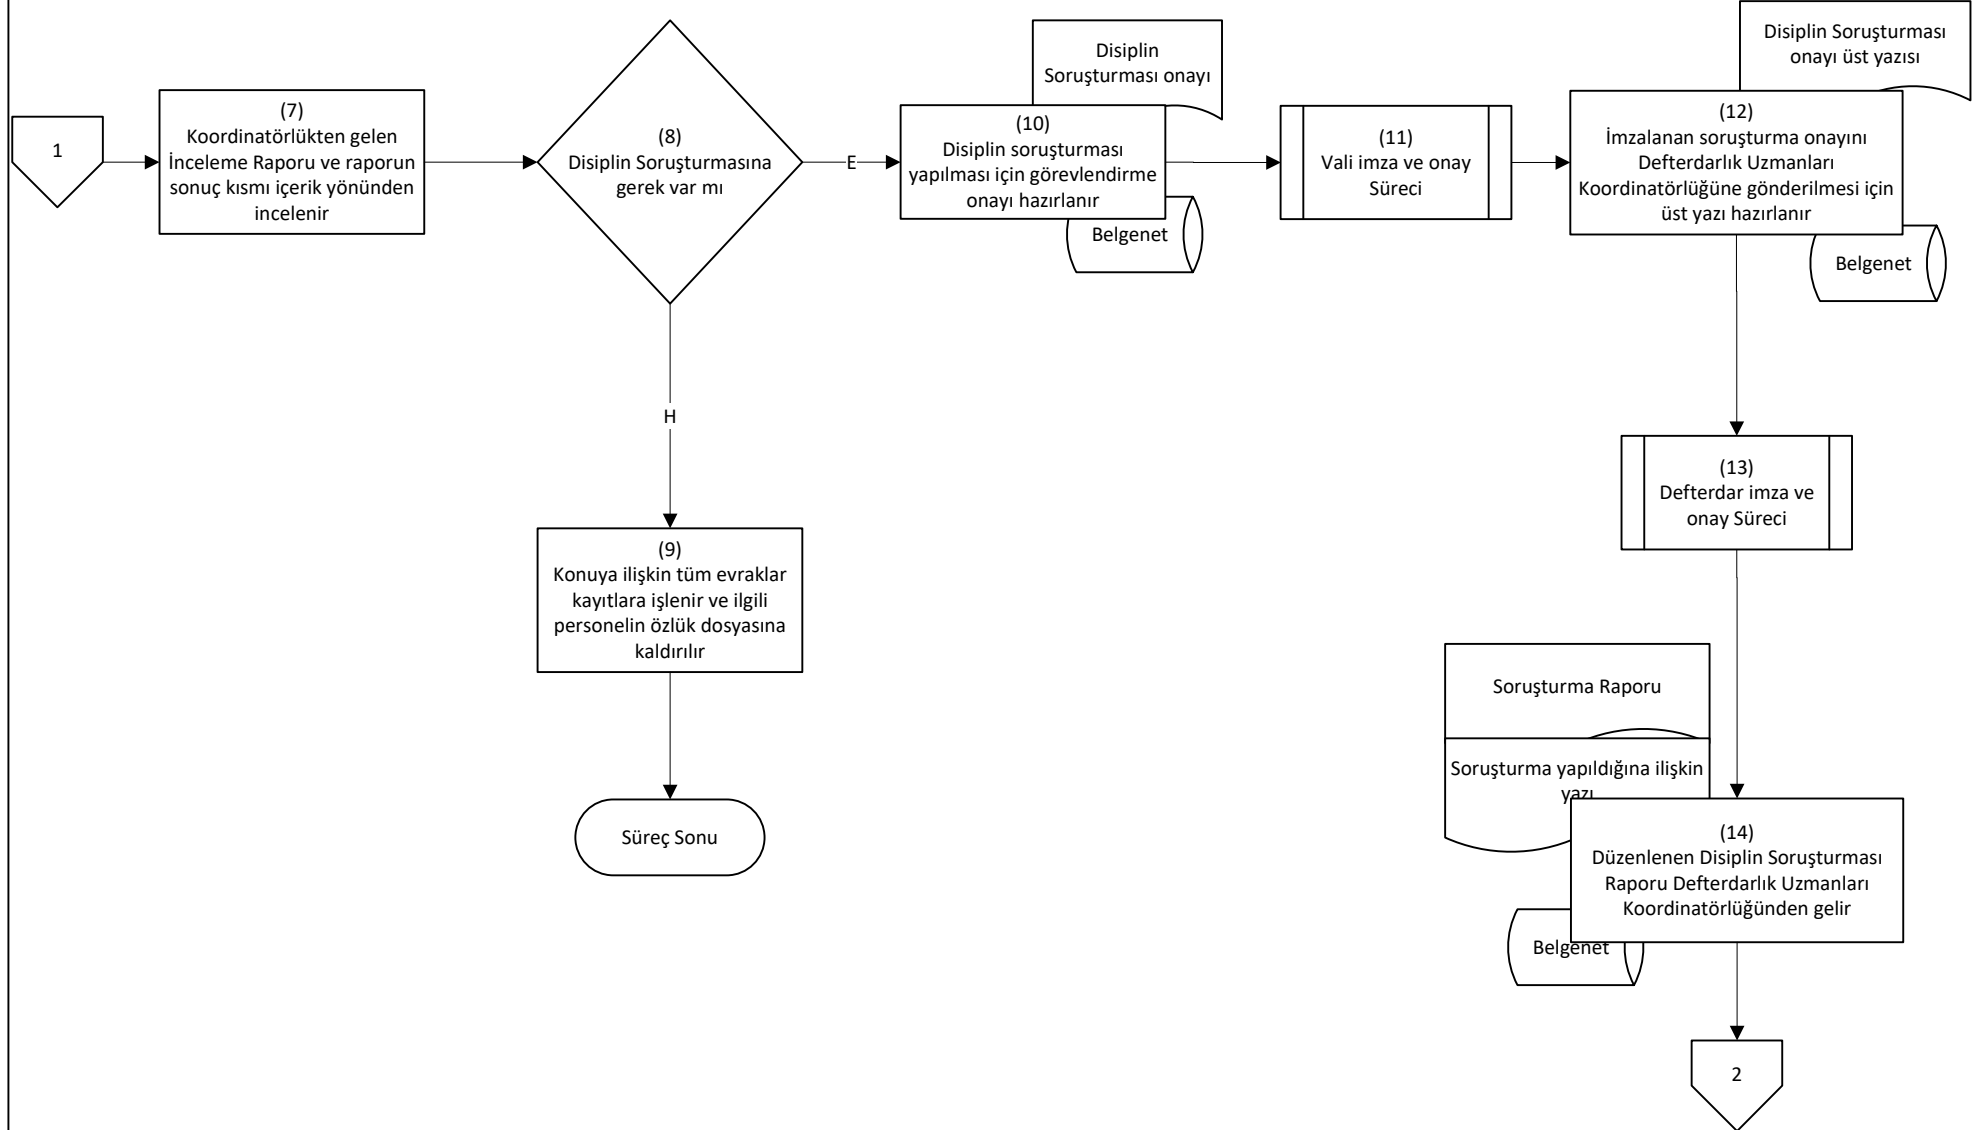 1
(7)
Koordinatörlükten gelen
İnceleme Raporu ve raporun
sonuç kısmı içerik yönünden
incelenir
(8)
Disiplin Soruşturmasına
gerek var mı
E
Disiplin
Soruşturması onayı
(10)
Disiplin soruşturması
yapılması için görevlendirme
onayı hazırlanır
Belgenet
(11)
Vali imza ve onay
Süreci
Disiplin Soruşturması
onayı üst yazısı
(12)
İmzalanan soruşturma onayını
Defterdarlık Uzmanları
Koordinatörlüğüne gönderilmesi için
üst yazı hazırlanır
Belgenet
H
(9)
Konuya ilişkin tüm evraklar
kayıtlara işlenir ve ilgili
personelin özlük dosyasına
kaldırılır
Süreç Sonu
(13)
Defterdar imza ve
onay Süreci
Soruşturma Raporu
Soruşturma yapıldığına ilişkin
yazı
(14)
Düzenlenen Disiplin Soruşturması
Raporu Defterdarlık Uzmanları
Koordinatörlüğünden gelir
Belgenet
2